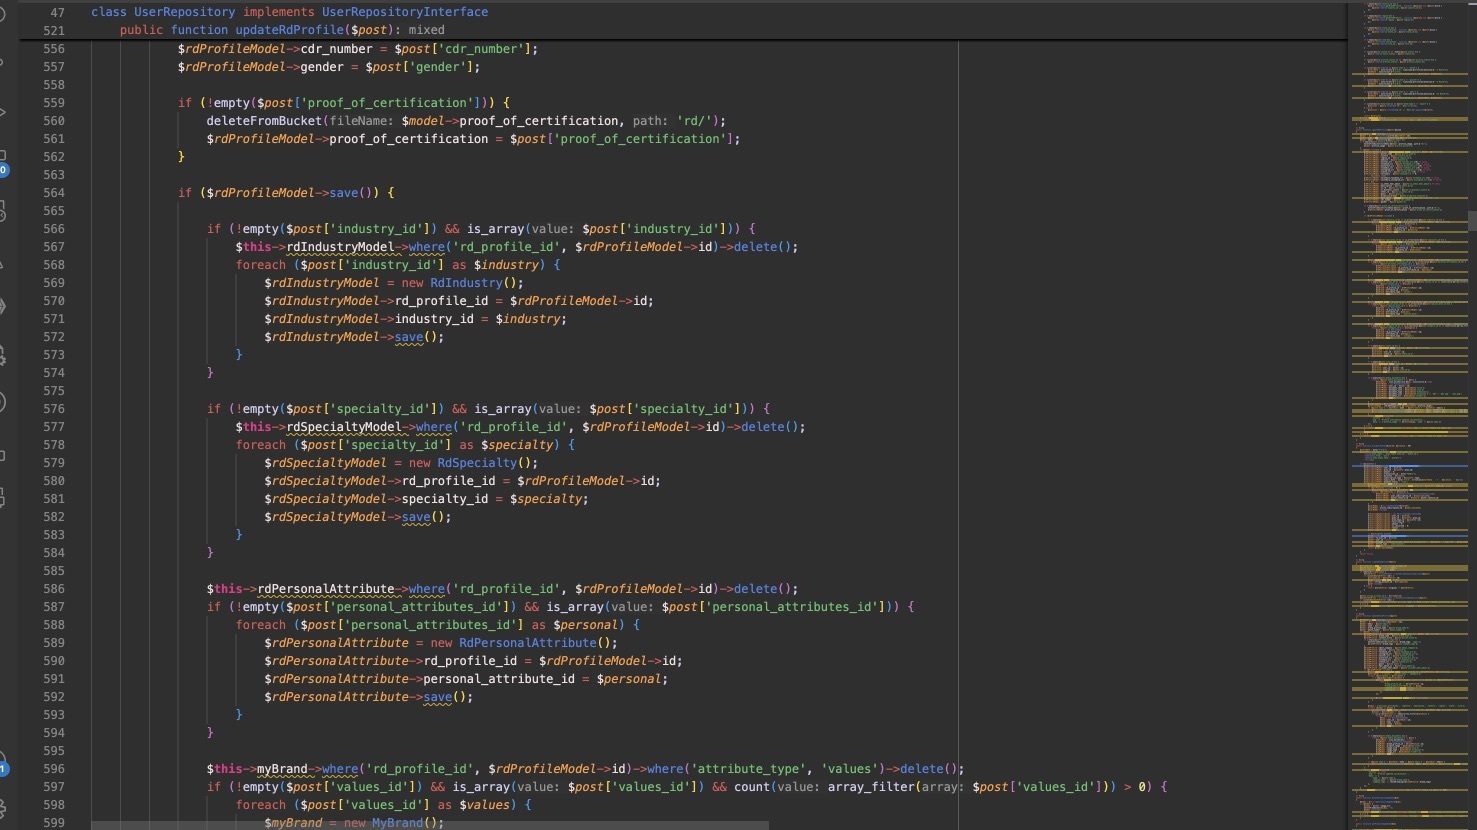 47 class UserRepository implements UserRepositoryInterface
521 public function updateRdProfile($post): mixed
556 $rdProfileModel->cdr_number = $post['cdr_number'];
557 $rdProfileModel->gender = $post['gender'];
558
559 if (!empty($post['proof_of_certification'])) {
560 deleteFromBucket(fileName: $model->proof_of_certification, path: 'rd/');
561 $rdProfileModel->proof_of_certification = $post['proof_of_certification'];
562 }
563
564 if ($rdProfileModel->save()) {
565
566 if (!empty($post['industry_id']) && is_array(value: $post['industry_id'])) {
567 $this->rdIndustryModel->where('rd_profile_id', $rdProfileModel->id)->delete();
568 foreach ($post['industry_id'] as $industry) {
569 $rdIndustryModel = new RdIndustry();
570 $rdIndustryModel->rd_profile_id = $rdProfileModel->id;
571 $rdIndustryModel->industry_id = $industry;
572 $rdIndustryModel->save();
573 }
574 }
575
576 if (!empty($post['specialty_id']) && is_array(value: $post['specialty_id'])) {
577 $this->rdSpecialtyModel->where('rd_profile_id', $rdProfileModel->id)->delete();
578 foreach ($post['specialty_id'] as $specialty) {
579 $rdSpecialtyModel = new RdSpecialty();
580 $rdSpecialtyModel->rd_profile_id = $rdProfileModel->id;
581 $rdSpecialtyModel->specialty_id = $specialty;
582 $rdSpecialtyModel->save();
583 }
584 }
585
586 $this->rdPersonalAttribute->where('rd_profile_id', $rdProfileModel->id)->delete();
587 if (!empty($post['personal_attributes_id']) && is_array(value: $post['personal_attributes_id'])) {
588 foreach ($post['personal_attributes_id'] as $personal) {
589 $rdPersonalAttribute = new RdPersonalAttribute();
590 $rdPersonalAttribute->rd_profile_id = $rdProfileModel->id;
591 $rdPersonalAttribute->personal_attribute_id = $personal;
592 $rdPersonalAttribute->save();
593 }
594 }
595
596 $this->myBrand->where('rd_profile_id', $rdProfileModel->id)->where('attribute_type', 'values')->delete();
597 if (!empty($post['values_id']) && is_array(value: $post['values_id']) && count(value: array_filter(array: $post['values_id'])) > 0) {
598 foreach ($post['values_id'] as $values) {
599 $myBrand = new MyBrand();